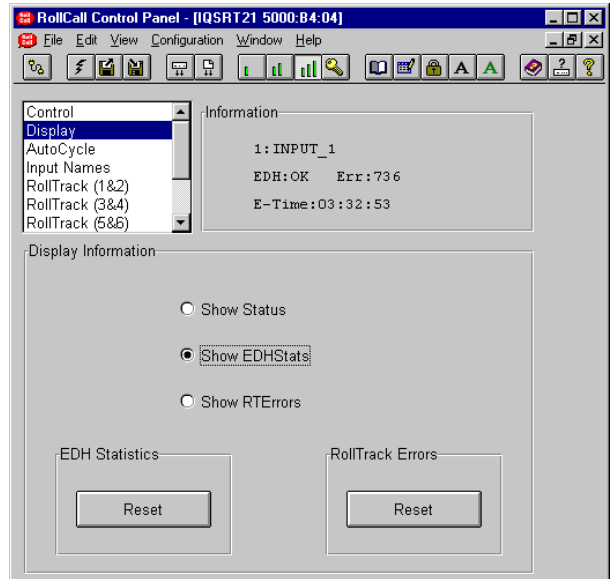 RollCall Control Panel - [IQSRT21 5000:B4:04]
File Edit View Configuration Window Help
A A
Control
Display
AutoCycle
Input Names
RollTrack (1&2)
RollTrack (3&4)
RollTrack (5&6)
Information
1:INPUT_1
EDH:OK Err:736
E-Time:03:32:53
Display Information
Show Status
Show EDHStats
Show RTErrors
EDH Statistics
Reset
RollTrack Errors
Reset